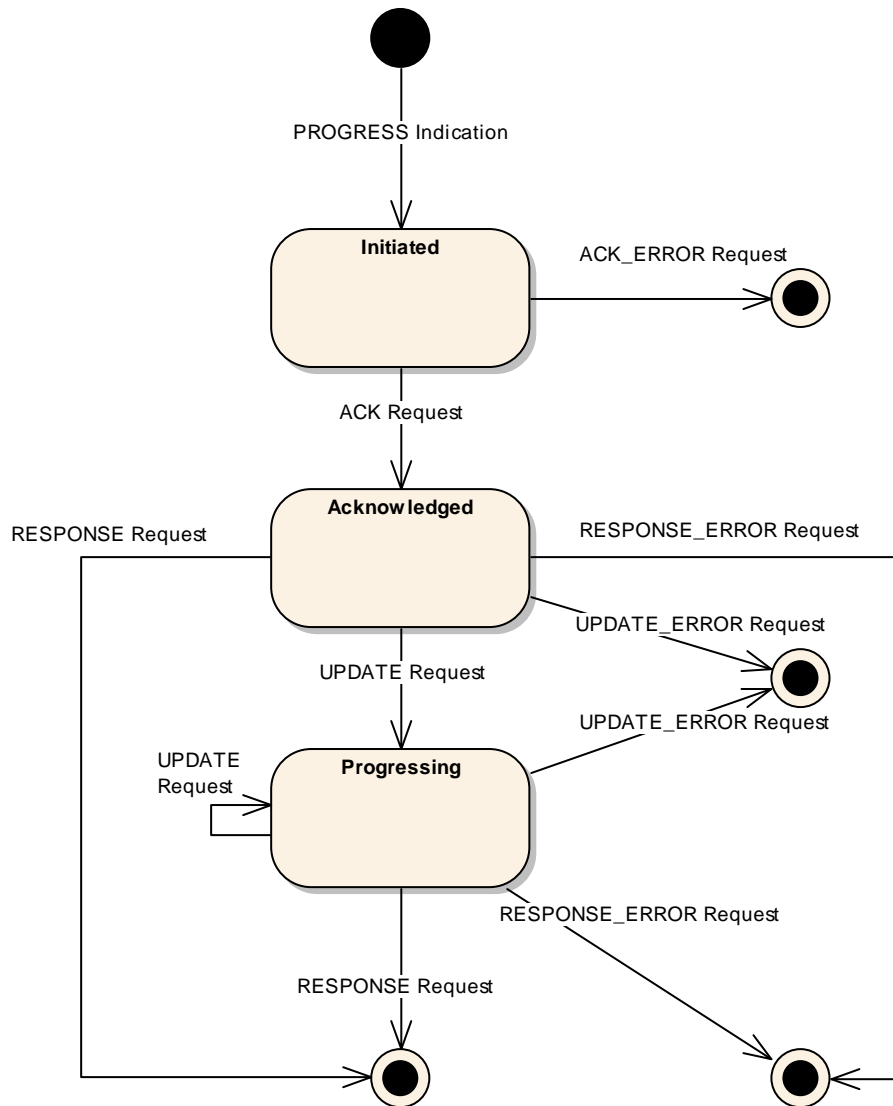 PROGRESS Indication
Initiated
ACK_ERROR Request
ACK Request
Acknowledged
RESPONSE Request
RESPONSE_ERROR Request
UPDATE_ERROR Request
UPDATE Request
UPDATE_ERROR Request
UPDATE
Request
Progressing
RESPONSE_ERROR Request
RESPONSE Request